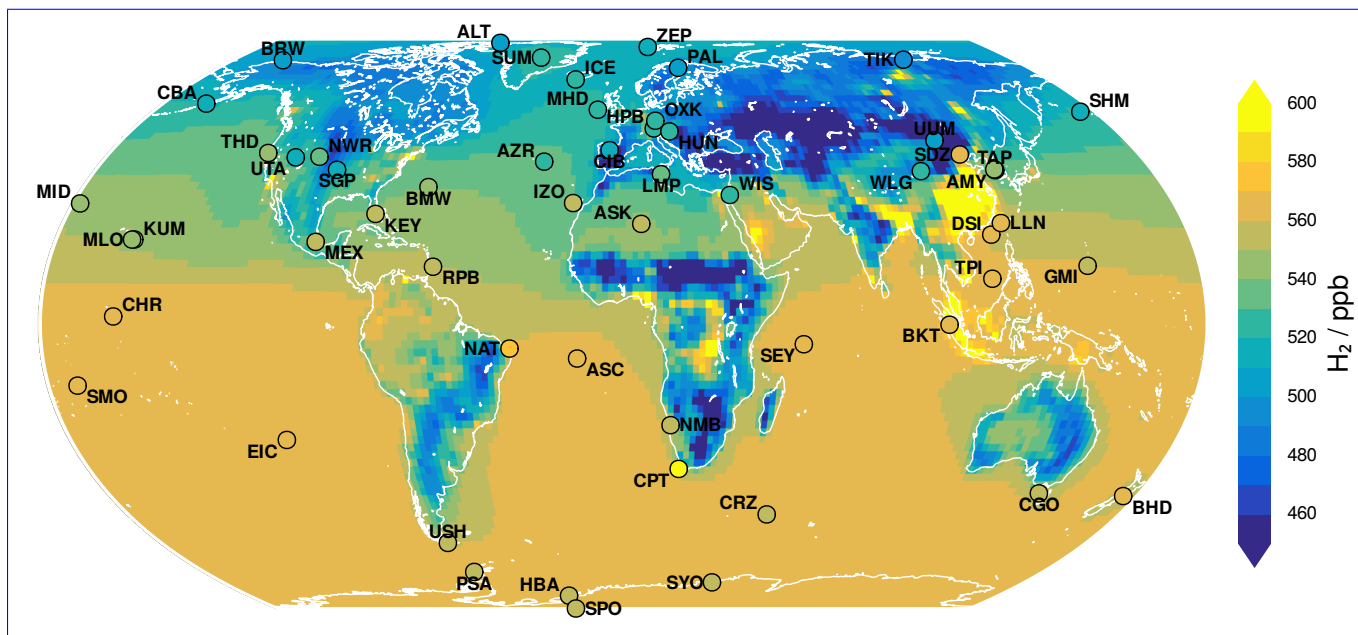 ALT
ZEP
BRW
SUM
PAL
TIK
ICE
CBA
MHD
OXK
SHM
HPB
THD
NWR
HUN
UUM
UTA
AZR
CIB
SDZ
TAP
SGP
LMP
WLG
AMY
MID
BMW
IZO
WIS
ASK
KEY
DSI
LLN
MLO
KUM
MEX
RPB
TPI
GMI
CHR
BKT
NAT
SEY
ASC
SMO
NMB
EIC
CPT
CRZ
CGO
BHD
USH
PSA
HBA
SYO
SPO
600
580
560
540
520
500
480
460
H₂ / ppb